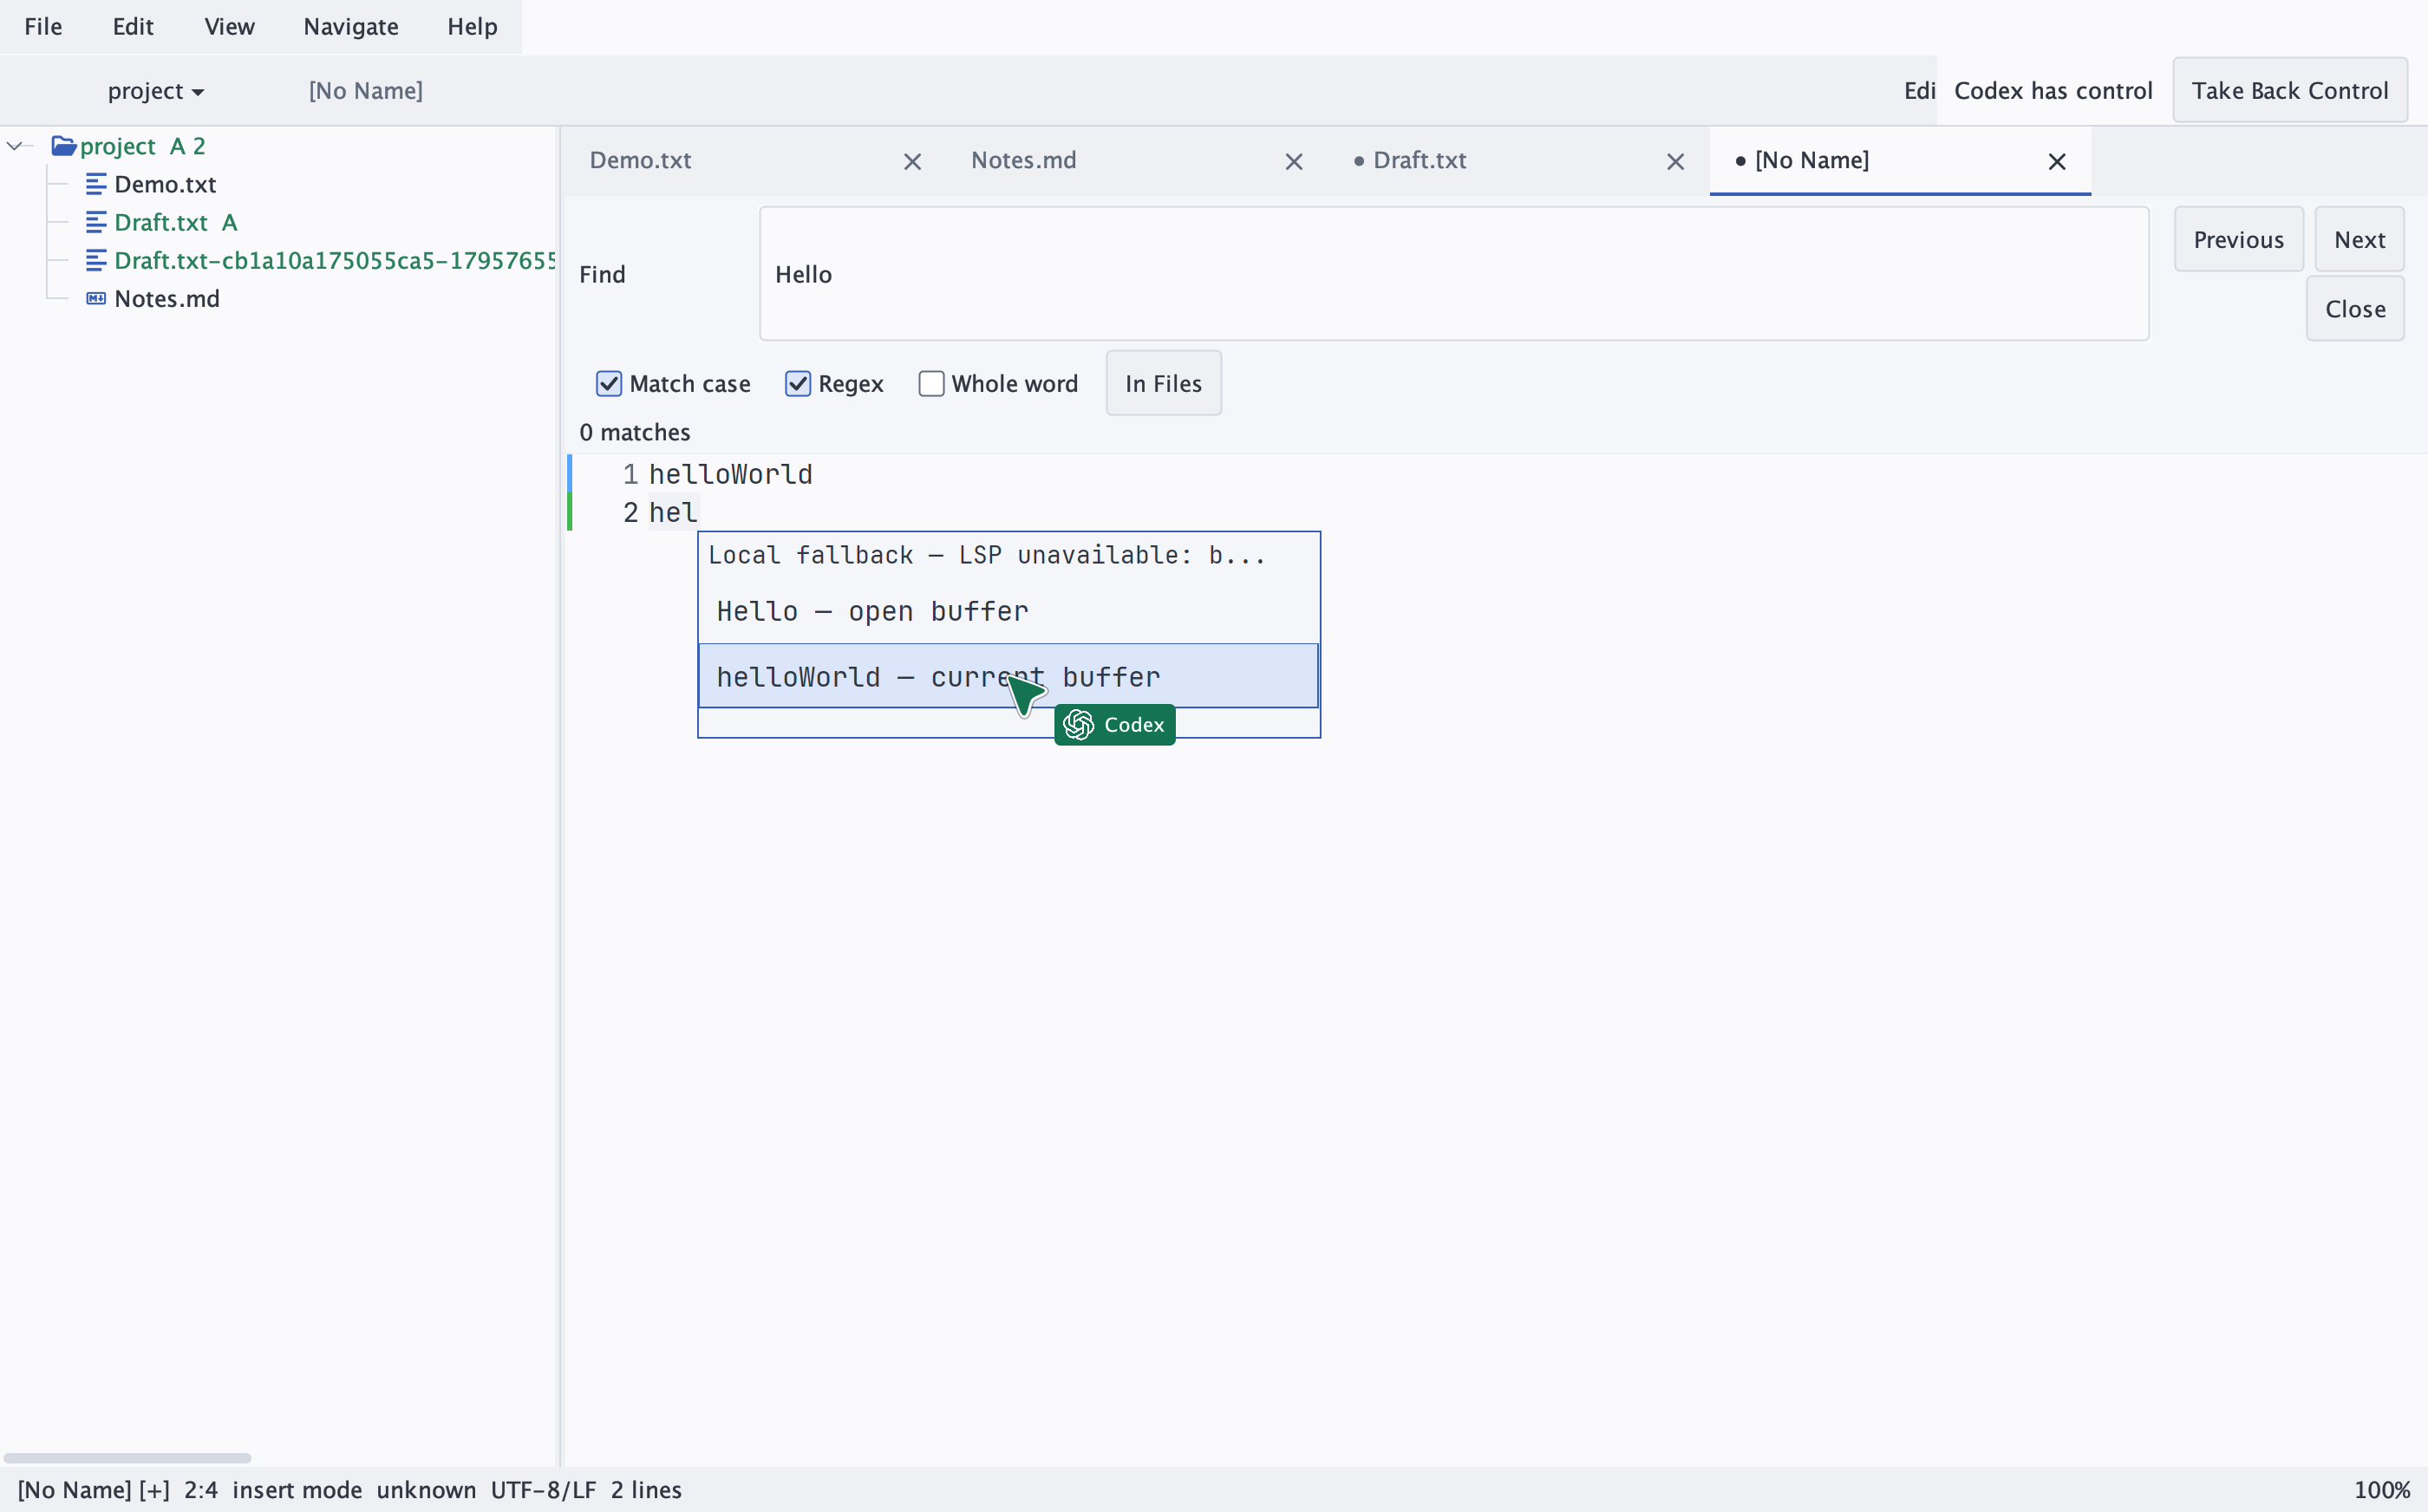 File Edit View Navigate Help
project [No Name] Edi Codex has control Take Back Control
project A 2
Demo.txt
Draft.txt A
Draft.txt-cb1a10a175055ca5-17957655
Notes.md
Demo.txt Notes.md Draft.txt [No Name]
Find Hello Previous Next
Close
Match case Regex Whole word In Files
0 matches
1 helloWorld
2 hel
Local fallback — LSP unavailable: b...
Hello — open buffer
helloWorld — current buffer
Codex
[No Name] [+] 2:4 insert mode unknown UTF-8/LF 2 lines 100%